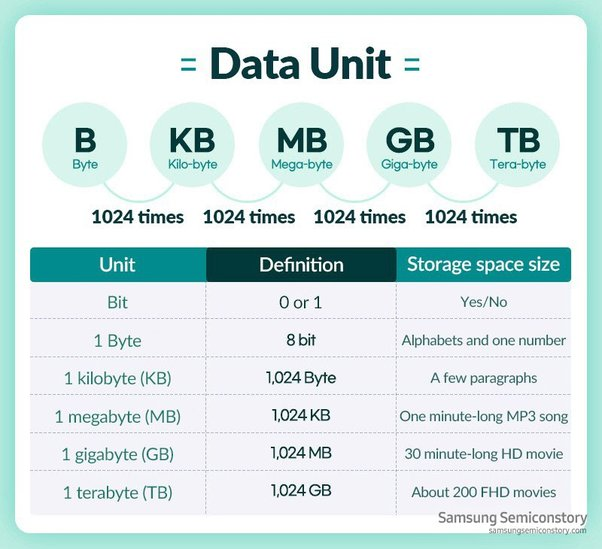 = Data Unit =
B
Byte
KB
Kilo-byte
MB
Mega-byte
GB
Giga-byte
TB
Tera-byte
1024 times 1024 times 1024 times 1024 times
Unit Definition Storage space size
Bit 0 or 1 Yes/No
1 Byte 8 bit Alphabets and one number
1 kilobyte (KB) 1,024 Byte A few paragraphs
1 megabyte (MB) 1,024 KB One minute-long MP3 song
1 gigabyte (GB) 1,024 MB 30 minute-long HD movie
1 terabyte (TB) 1,024 GB About 200 FHD movies
Samsung Semiconstory
samsungsemiconstory.com